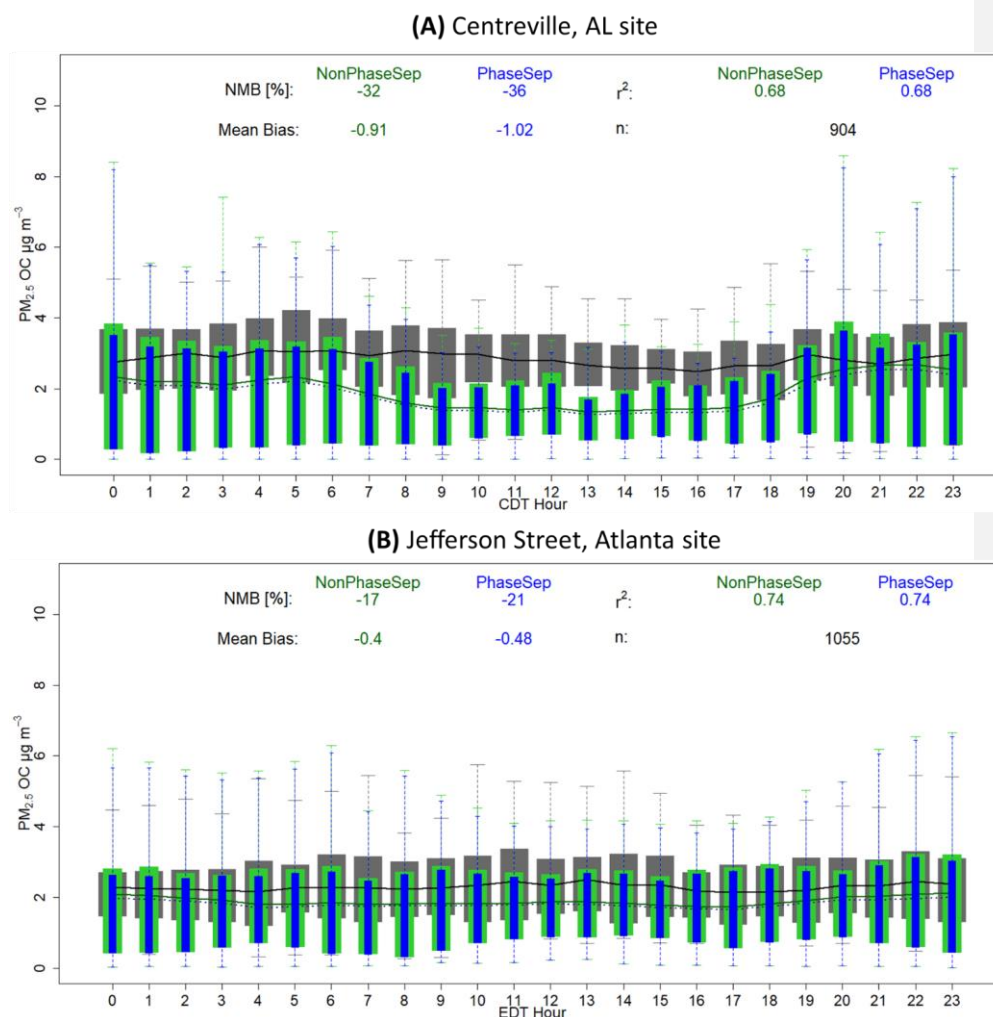 (A) Centreville, AL site
NonPhaseSep PhaseSep NonPhaseSep PhaseSep
NMB [%]: -32 -36 r²: 0.68 0.68
Mean Bias: -0.91 -1.02 n: 904
10
8
6
4
2
0
PM₂.₅ OC µg m⁻³
0 1 2 3 4 5 6 7 8 9 10 11 12 13 14 15 16 17 18 19 20 21 22 23
CDT Hour
(B) Jefferson Street, Atlanta site
NonPhaseSep PhaseSep NonPhaseSep PhaseSep
NMB [%]: -17 -21 r²: 0.74 0.74
Mean Bias: -0.4 -0.48 n: 1055
10
8
6
4
2
0
PM₂.₅ OC µg m⁻³
0 1 2 3 4 5 6 7 8 9 10 11 12 13 14 15 16 17 18 19 20 21 22 23
EDT Hour